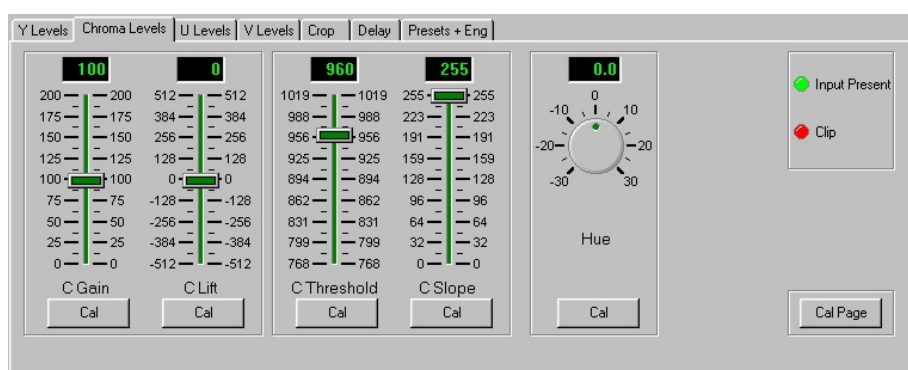 Y Levels Chroma Levels U Levels V Levels Crop Delay Presets + Eng
100 0 960 255 0.0
200 200 512 512 1019 1019 255 255 0
175 175 384 384 988 988 223 223 -10 10
150 150 256 256 956 956 191 191 -20 20
125 125 128 128 925 925 159 159
100 100 0 0 894 894 128 128 -30 30
75 75 -128 -128 862 862 96 96
50 50 -256 -256 831 831 64 64
25 25 -384 -384 799 799 32 32
0 0 -512 -512 768 768 0 0
Hue
C Gain C Lift C Threshold C Slope
Cal Cal Cal Cal Cal
Input Present
Clip
Cal Page